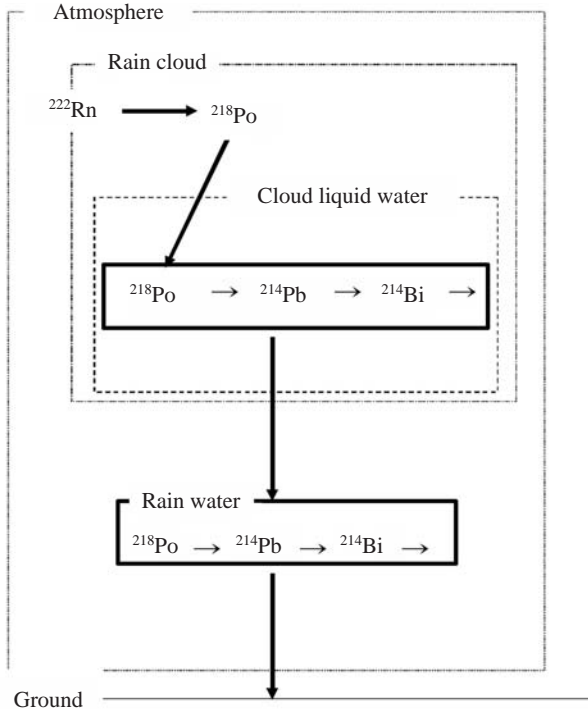 Atmosphere
Rain cloud
²²²Rn ²¹⁸Po
Cloud liquid water
²¹⁸Po → ²¹⁴Pb → ²¹⁴Bi →
Rain water
²¹⁸Po → ²¹⁴Pb → ²¹⁴Bi →
Ground